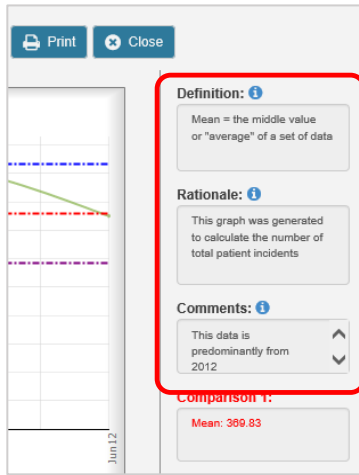 Print
Close
Definition:
Mean = the middle value
or "average" of a set of data
Rationale:
This graph was generated
to calculate the number of
total patient incidents
Comments:
This data is
predominantly from
2012
Comparison 1:
Mean: 369.83
Jun 12